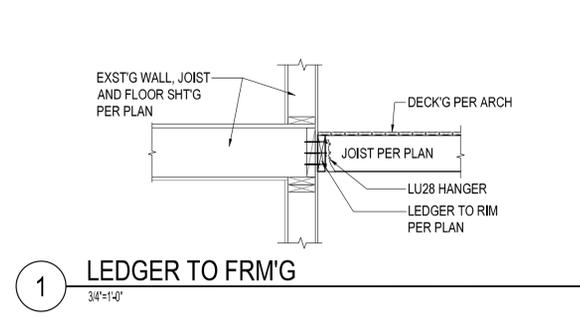 EXST'G WALL, JOIST
AND FLOOR SHT'G
PER PLAN
DECK'G PER ARCH
JOIST PER PLAN
LU28 HANGER
LEDGER TO RIM
PER PLAN
1
LEDGER TO FRM'G
3/4"=1'-0"